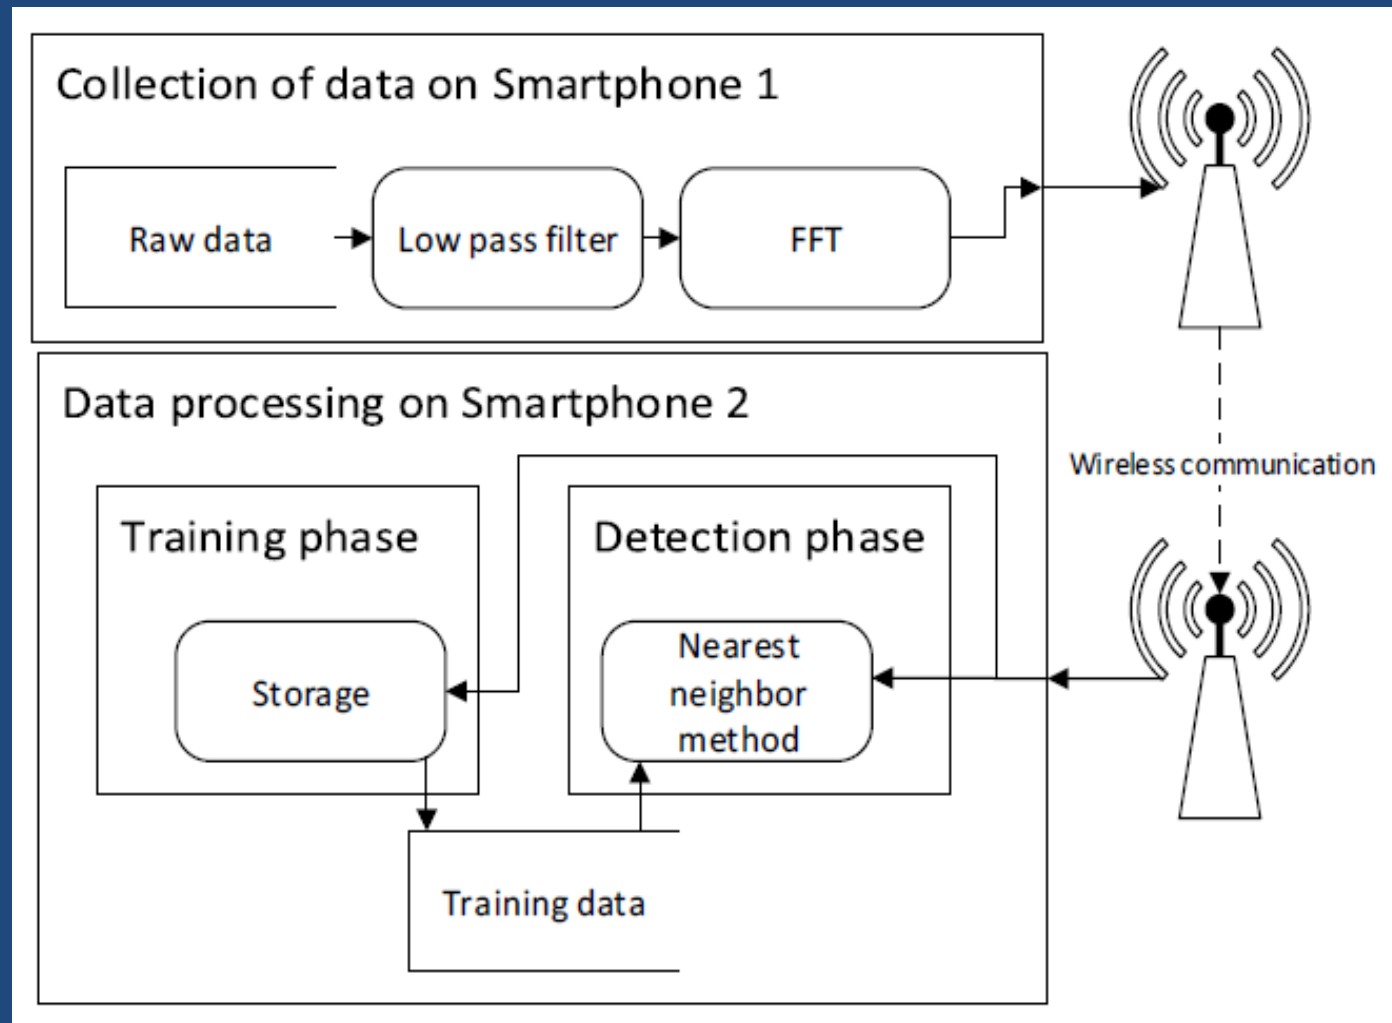 Collection of data on Smartphone 1
Raw data
Low pass filter
FFT
Data processing on Smartphone 2
Wireless communication
Training phase
Detection phase
Storage
Nearest
neighbor
method
Training data